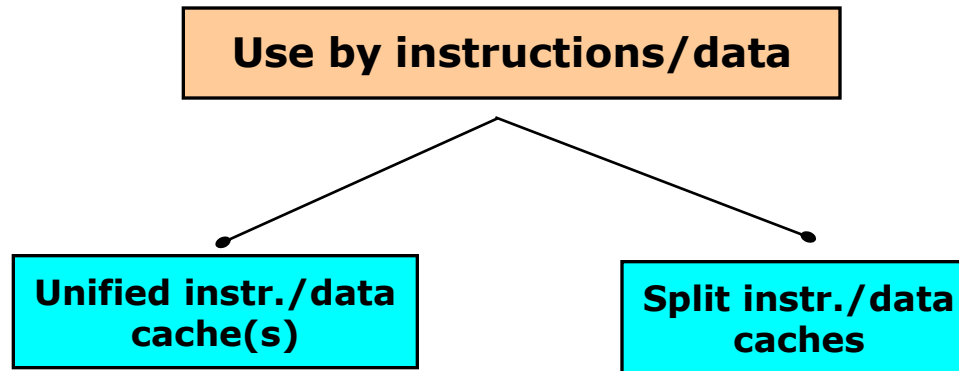 Use by instructions/data
Unified instr./data
cache(s)
Split instr./data
caches